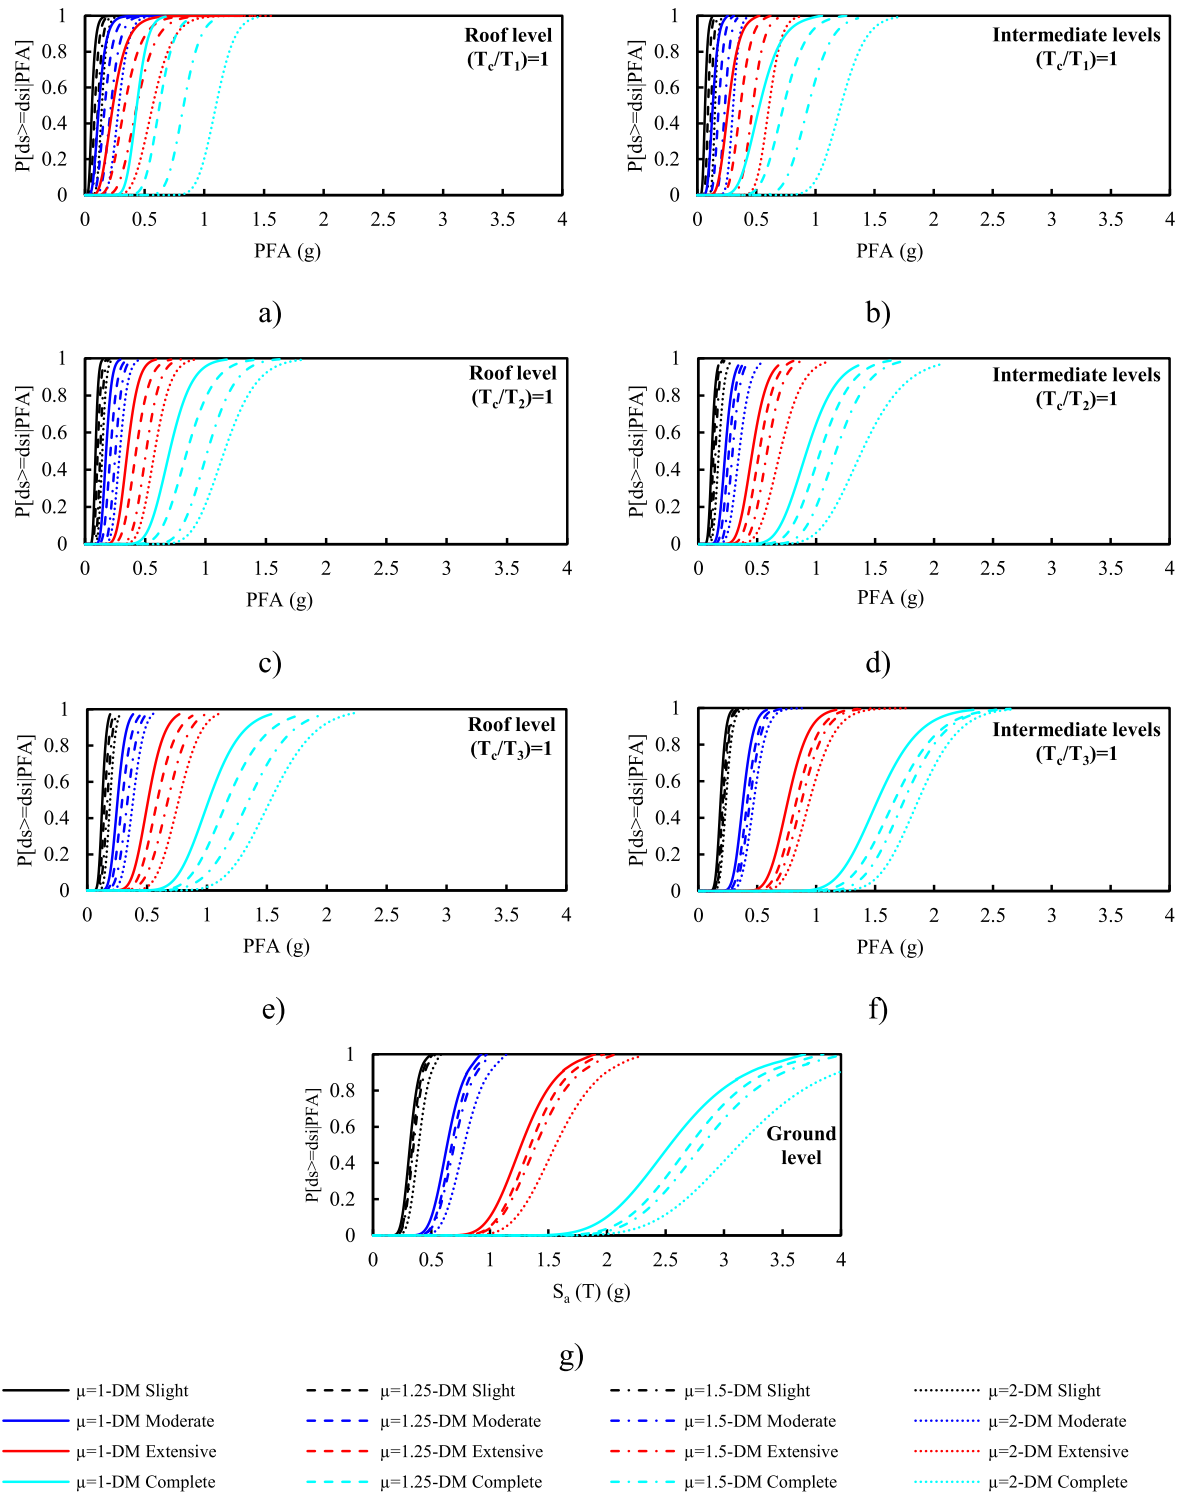 P[ds>=dsi|PFA]
1
0.8
0.6
0.4
0.2
0
Roof level
(Tc/T1)=1
0 0.5 1 1.5 2 2.5 3 3.5 4
PFA (g)
a)
P[ds>=dsi|PFA]
1
0.8
0.6
0.4
0.2
0
Intermediate levels
(Tc/T1)=1
0 0.5 1 1.5 2 2.5 3 3.5 4
PFA (g)
b)
P[ds>=dsi|PFA]
1
0.8
0.6
0.4
0.2
0
Roof level
(Tc/T2)=1
0 0.5 1 1.5 2 2.5 3 3.5 4
PFA (g)
c)
P[ds>=dsi|PFA]
1
0.8
0.6
0.4
0.2
0
Intermediate levels
(Tc/T2)=1
0 0.5 1 1.5 2 2.5 3 3.5 4
PFA (g)
d)
P[ds>=dsi|PFA]
1
0.8
0.6
0.4
0.2
0
Roof level
(Tc/T3)=1
0 0.5 1 1.5 2 2.5 3 3.5 4
PFA (g)
e)
P[ds>=dsi|PFA]
1
0.8
0.6
0.4
0.2
0
Intermediate levels
(Tc/T3)=1
0 0.5 1 1.5 2 2.5 3 3.5 4
PFA (g)
f)
P[ds>=dsi|PFA]
1
0.8
0.6
0.4
0.2
0
Ground
level
0 0.5 1 1.5 2 2.5 3 3.5 4
Sa (T) (g)
g)
µ=1-DM Slight µ=1.25-DM Slight µ=1.5-DM Slight µ=2-DM Slight
µ=1-DM Moderate µ=1.25-DM Moderate µ=1.5-DM Moderate µ=2-DM Moderate
µ=1-DM Extensive µ=1.25-DM Extensive µ=1.5-DM Extensive µ=2-DM Extensive
µ=1-DM Complete µ=1.25-DM Complete µ=1.5-DM Complete µ=2-DM Complete